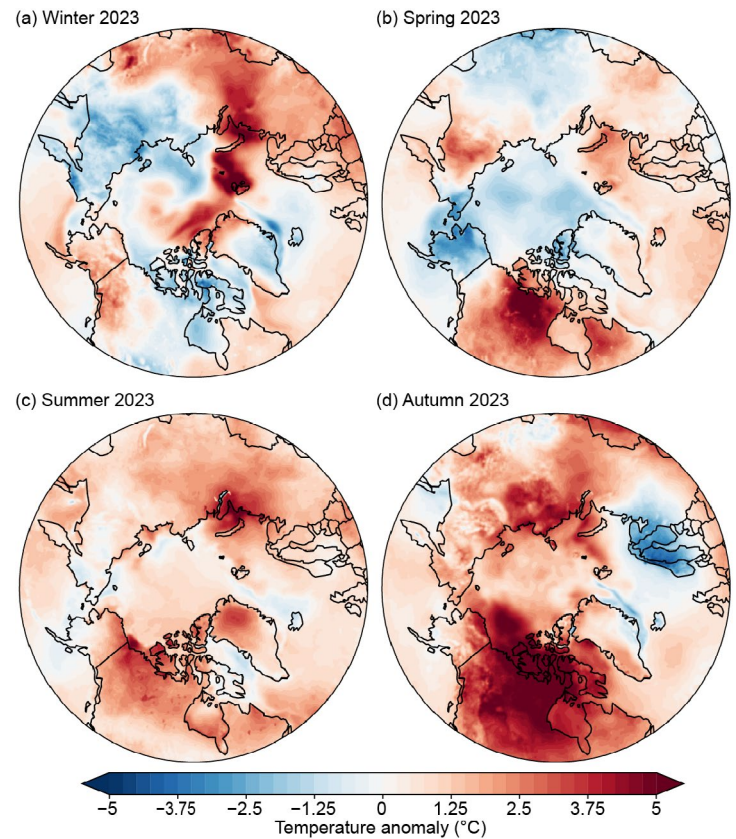 (a) Winter 2023
(b) Spring 2023
(c) Summer 2023
(d) Autumn 2023
−5 −3.75 −2.5 −1.25 0 1.25 2.5 3.75 5
Temperature anomaly (°C)